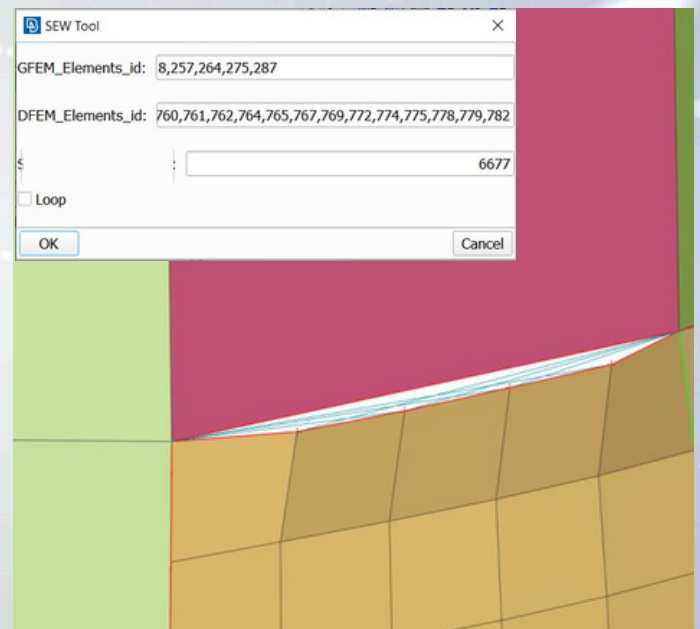 SEW Tool
GFEM_Elements_id: 8,257,264,275,287
DFEM_Elements_id: 760,761,762,764,765,767,769,772,774,775,778,779,782
: 6677
Loop
OK Cancel